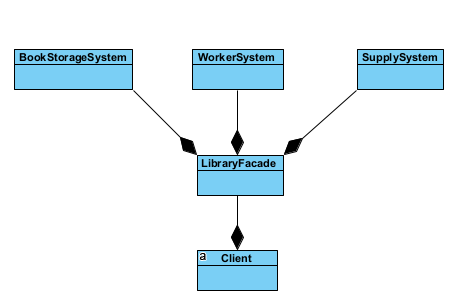 BookStorageSystem
WorkerSystem
SupplySystem
LibraryFacade
a
Client